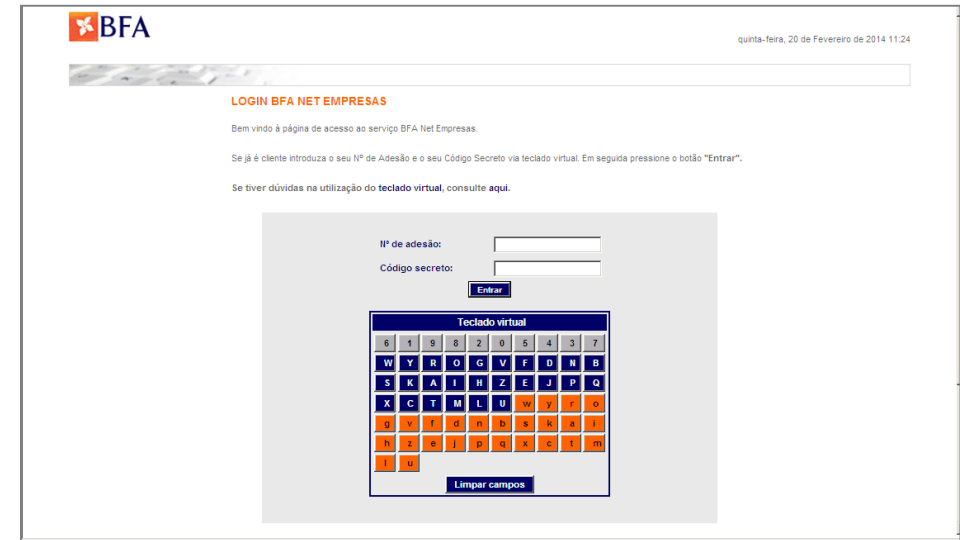 BFA
quinta-feira, 20 de Fevereiro de 2014 11:24
LOGIN BFA NET EMPRESAS
Bem vindo à página de acesso ao serviço BFA Net Empresas.
Se já é cliente introduza o seu Nº de Adesão e o seu Código Secreto via teclado virtual. Em seguida pressione o botão "Entrar".
Se tiver dúvidas na utilização do teclado virtual, consulte aqui.
Nº de adesão:
Código secreto:
Entrar
Teclado virtual
6 1 9 8 2 0 5 4 3 7
W Y R O G V F D N B
S K A I H Z E J P Q
X C T M L U w y r o
g v f d n b s k a i
h z e j p q x c t m
l u
Limpar campos